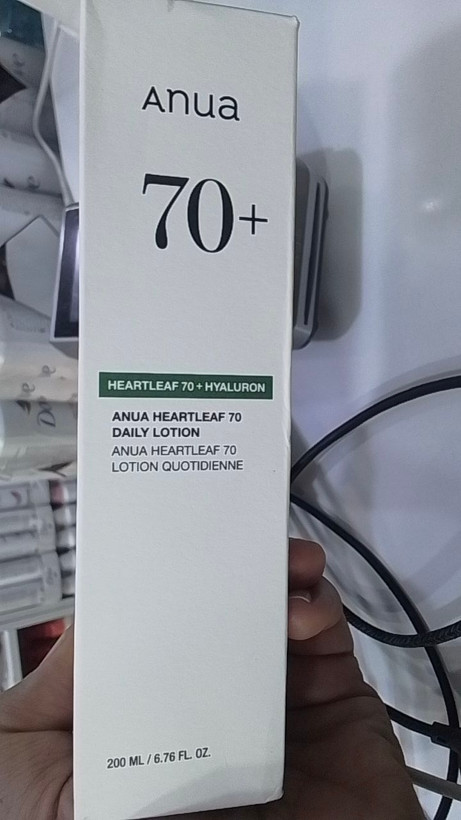 Anua
70+
HEARTLEAF 70 + HYALURON
ANUA HEARTLEAF 70
DAILY LOTION
ANUA HEARTLEAF 70
LOTION QUOTIDIENNE
200 ML / 6.76 FL. OZ.
Dove